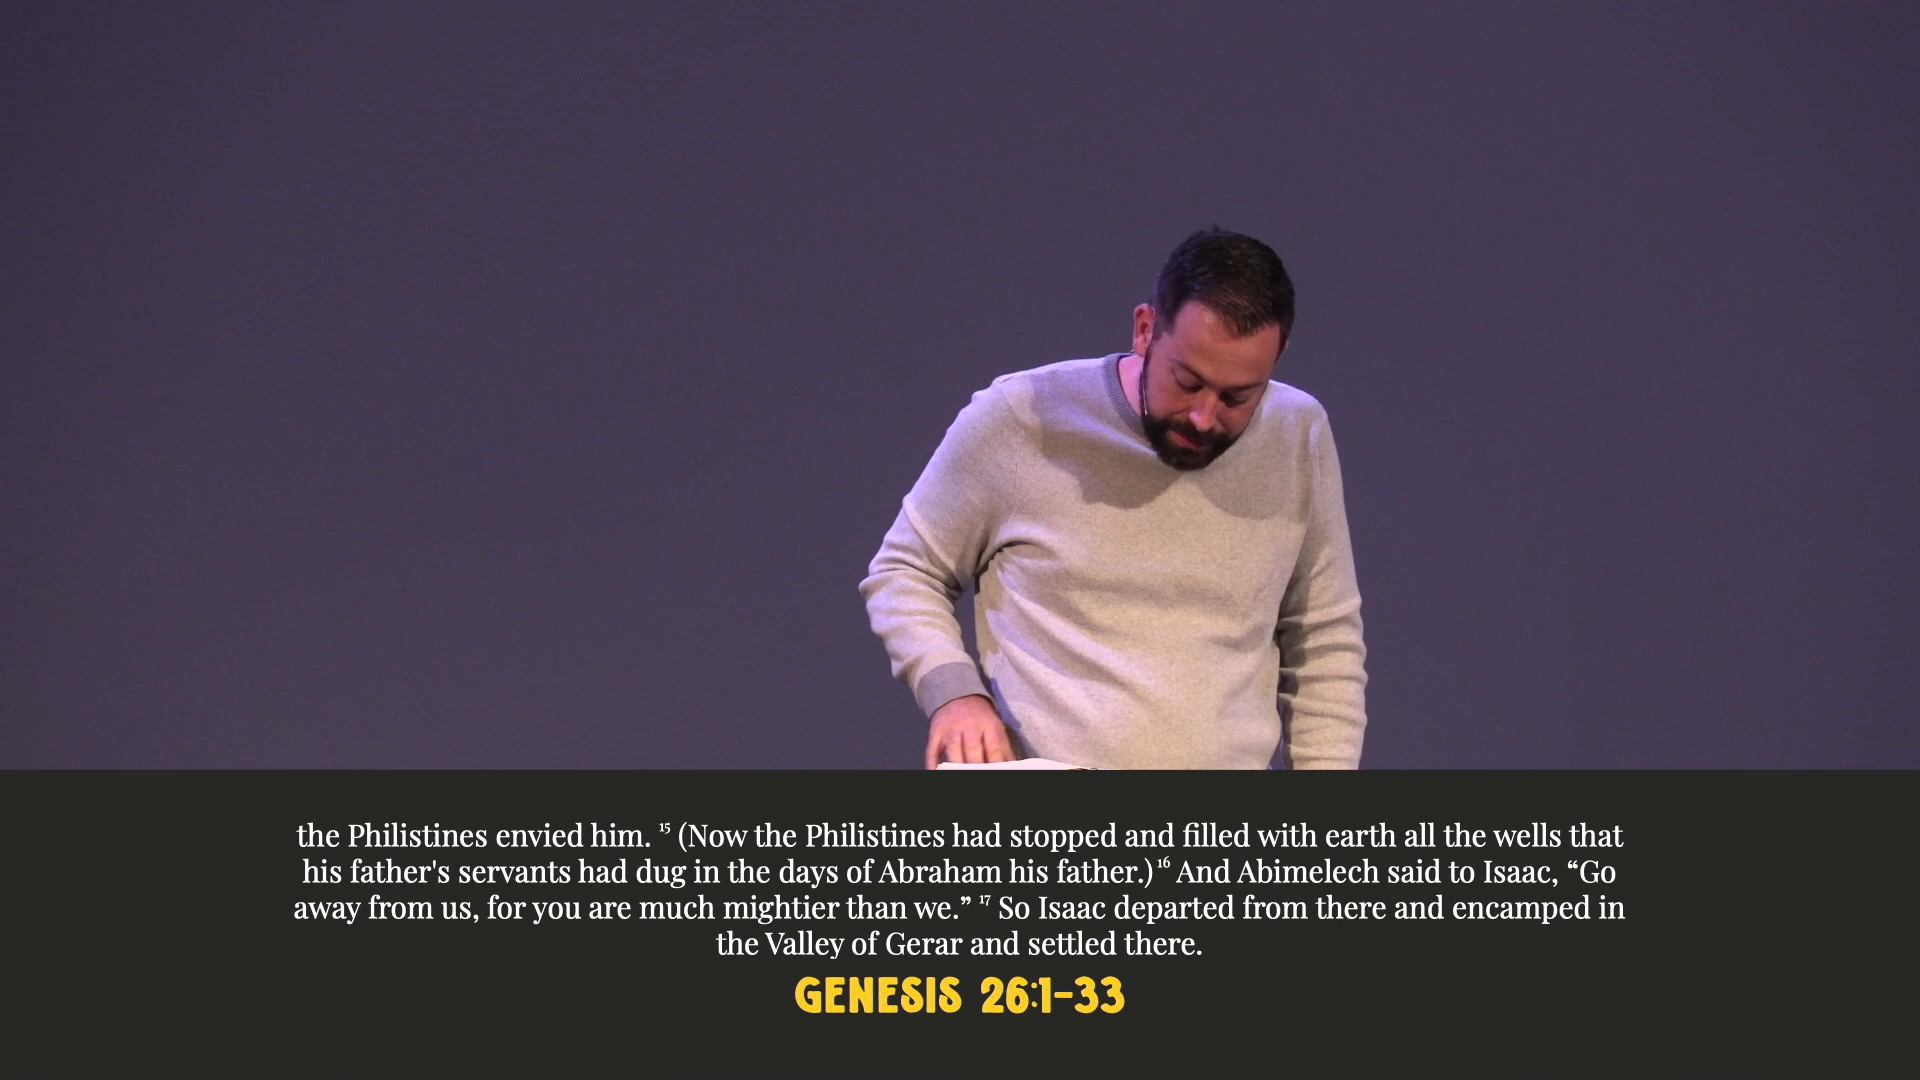 the Philistines envied him. 15 (Now the Philistines had stopped and filled with earth all the wells that
his father's servants had dug in the days of Abraham his father.) 16 And Abimelech said to Isaac, “Go
away from us, for you are much mightier than we.” 17 So Isaac departed from there and encamped in
the Valley of Gerar and settled there.
GENESIS 26:1-33